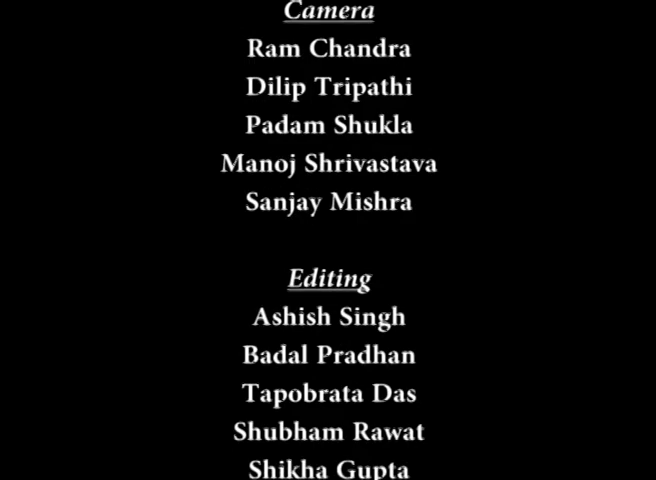 Camera
Ram Chandra
Dilip Tripathi
Padam Shukla
Manoj Shrivastava
Sanjay Mishra
Editing
Ashish Singh
Badal Pradhan
Tapobrata Das
Shubham Rawat
Shikha Gupta